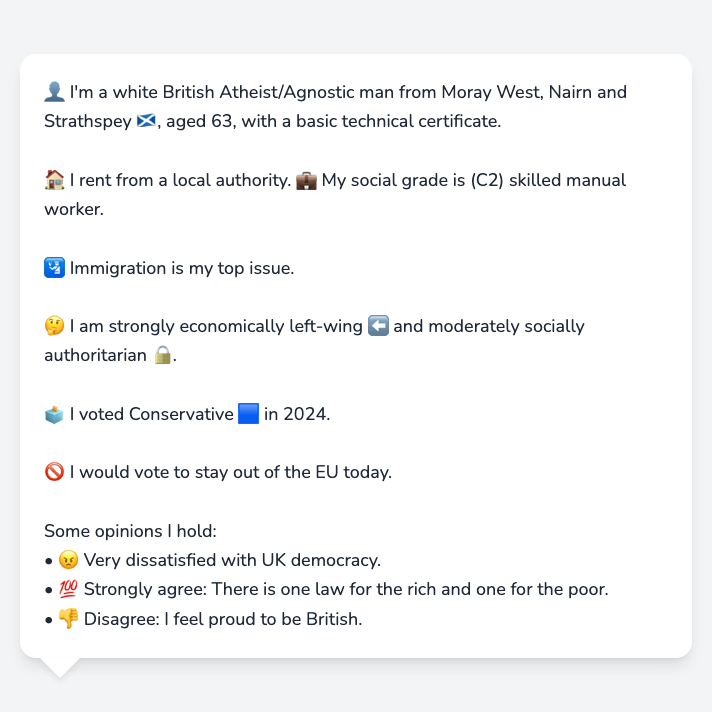 👤 I'm a white British Atheist/Agnostic man from Moray West, Nairn and
Strathspey 🏴󠁧󠁢󠁳󠁣󠁴󠁿, aged 63, with a basic technical certificate.
🏠 I rent from a local authority. 💼 My social grade is (C2) skilled manual
worker.
🛂 Immigration is my top issue.
🤔 I am strongly economically left-wing ⬅️ and moderately socially
authoritarian 🔒.
🗳️ I voted Conservative 🟦 in 2024.
🚫 I would vote to stay out of the EU today.
Some opinions I hold:
• 😠 Very dissatisfied with UK democracy.
• 💯 Strongly agree: There is one law for the rich and one for the poor.
• 👎 Disagree: I feel proud to be British.